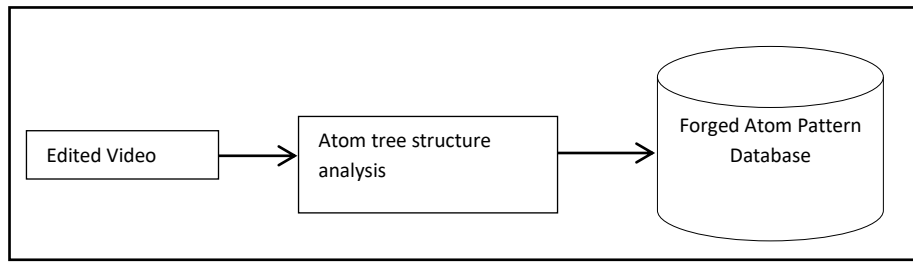 Edited Video
Atom tree structure
analysis
Forged Atom Pattern
Database